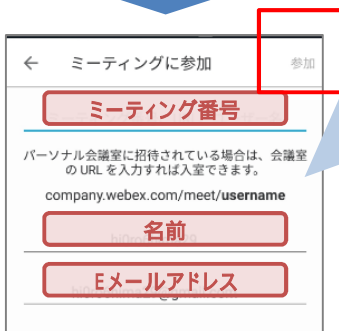 ミーティングに参加
参加
ミーティング番号
パーソナル会議室に招待されている場合は、会議室
の URL を入力すれば入室できます。
company.webex.com/meet/username
名前
Eメールアドレス